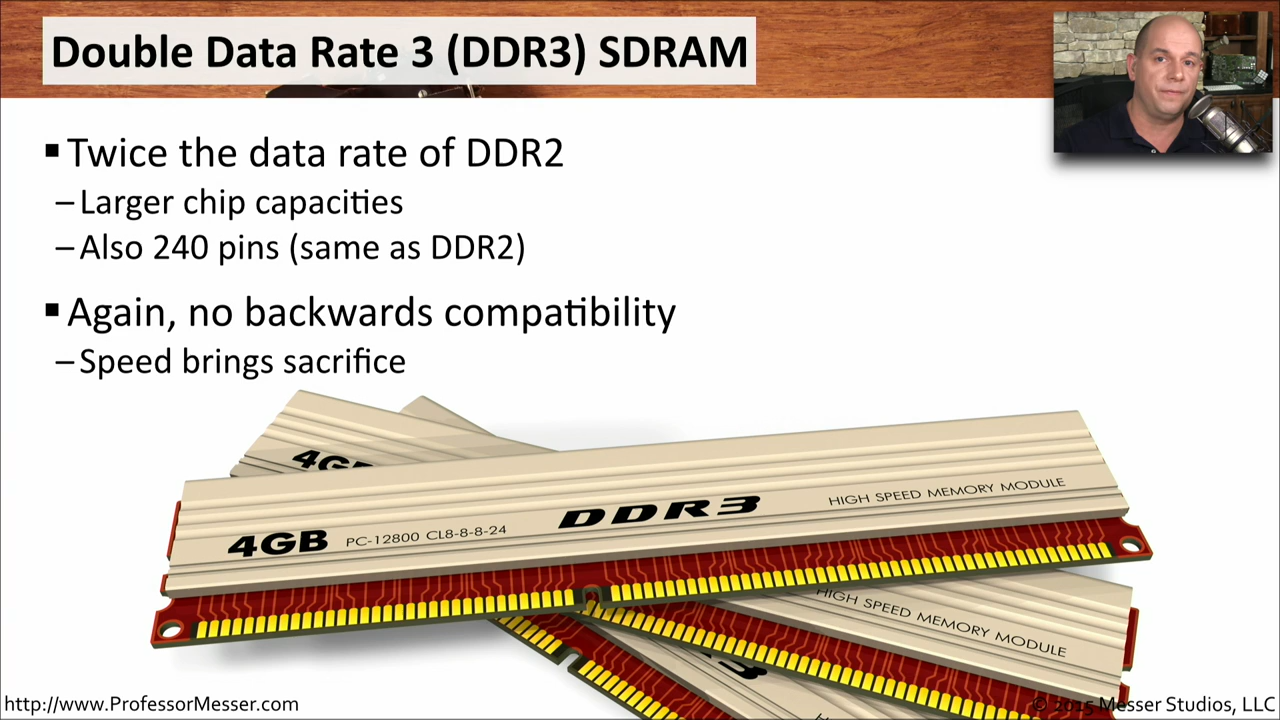 Double Data Rate 3 (DDR3) SDRAM
▪ Twice the data rate of DDR2
– Larger chip capacities
– Also 240 pins (same as DDR2)
▪ Again, no backwards compatibility
– Speed brings sacrifice
4GB
4GB PC-12800 CL8-8-8-24 DDR3 HIGH SPEED MEMORY MODULE
HIGH SPEED MEMORY MODULE
http://www.ProfessorMesser.com
© 2015 Messer Studios, LLC